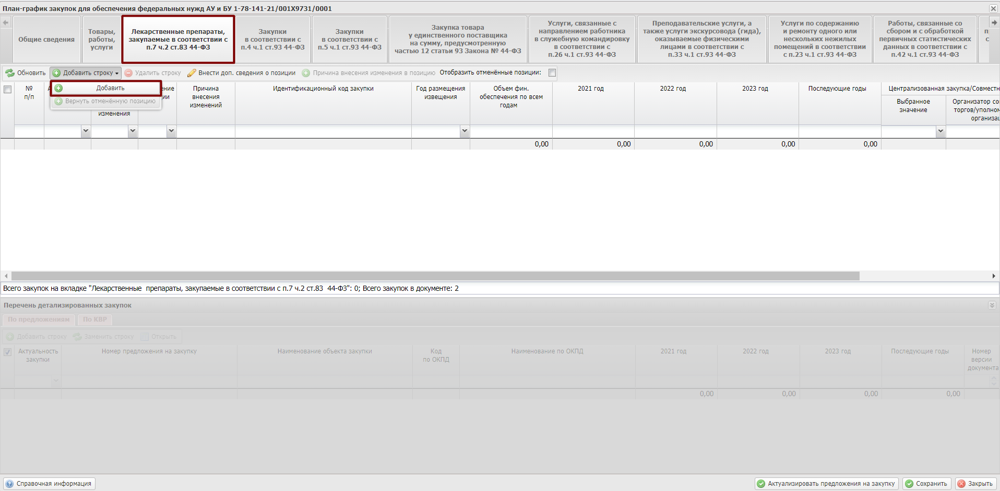 План-график закупок для обеспечения федеральных нужд АУ и БУ 1-78-141-21/001Х9731/0001
Общие сведения
Товары,
работы,
услуги
Лекарственные препараты,
закупаемые в соответствии с
п.7 ч.2 ст.83 44-ФЗ
Закупки
в соответствии с
п.4 ч.1 ст.93 44-ФЗ
Закупки
в соответствии с
п.5 ч.1 ст.93 44-ФЗ
Закупка товара
у единственного поставщика
на сумму, предусмотренную
частью 12 статьи 93 Закона № 44-ФЗ
Услуги, связанные с
направлением работника
в служебную командировку
в соответствии с
п.26 ч.1 ст.93 44-ФЗ
Преподавательские услуги, а
также услуги экскурсовода (гида),
оказываемые физическими
лицами в соответствии с
п.33 ч.1 ст.93 44-ФЗ
Услуги по содержанию
и ремонту одного или
нескольких нежилых
помещений в соответствии
с п.23 ч.1 ст.93 44-ФЗ
Работы, связанные со
сбором и с обработкой
первичных статистических
данных в соответствии с
п.42 ч.1 ст.93 44-ФЗ
Обновить Добавить строку Удалить строку Внести доп. сведения о позиции Причина внесения изменения в позицию Отобразить отменённые позиции:
Добавить
Вернуть отменённую позицию
№
п/п
изменения
ение
ии
Причина
внесения
изменений
Идентификационный код закупки
Год размещения
извещения
Объем фин.
обеспечения по всем
годам
2021 год
2022 год
2023 год
Последующие годы
Централизованная закупка/Совместн
Выбранное
значение
Организатор со
торгов/уполном
организац
0,00 0,00 0,00 0,00 0,00
Всего закупок на вкладке "Лекарственные препараты, закупаемые в соответствии с п.7 ч.2 ст.83 44-ФЗ": 0; Всего закупок в документе: 2
Перечень детализированных закупок
По предложениям По КВР
Добавить строку Заменить строку Открыть
Актуальность
закупки
Номер предложения на закупку
Наименование объекта закупки
Код
по ОКПД
Наименование по ОКПД
2021 год
2022 год
2023 год
Последующие годы
Номер
версии
документа
0,00 0,00 0,00 0,00
Справочная информация
Актуализировать предложения на закупку Сохранить Закрыть